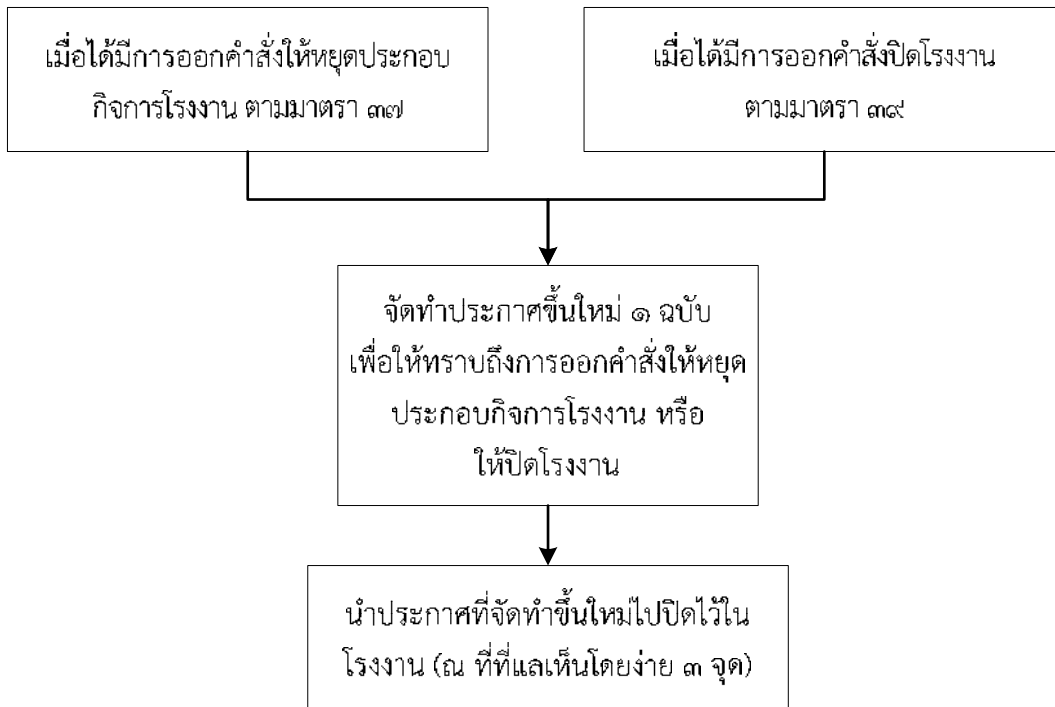 เมื่อได้มีการออกคำสั่งให้หยุดประกอบ
กิจการโรงงาน ตามมาตรา ๓๗
เมื่อได้มีการออกคำสั่งปิดโรงงาน
ตามมาตรา ๓๙
จัดทำประกาศขึ้นใหม่ ๑ ฉบับ
เพื่อให้ทราบถึงการออกคำสั่งให้หยุด
ประกอบกิจการโรงงาน หรือ
ให้ปิดโรงงาน
นำประกาศที่จัดทำขึ้นใหม่ไปปิดไว้ใน
โรงงาน (ณ ที่ที่แลเห็นโดยง่าย ๓ จุด)